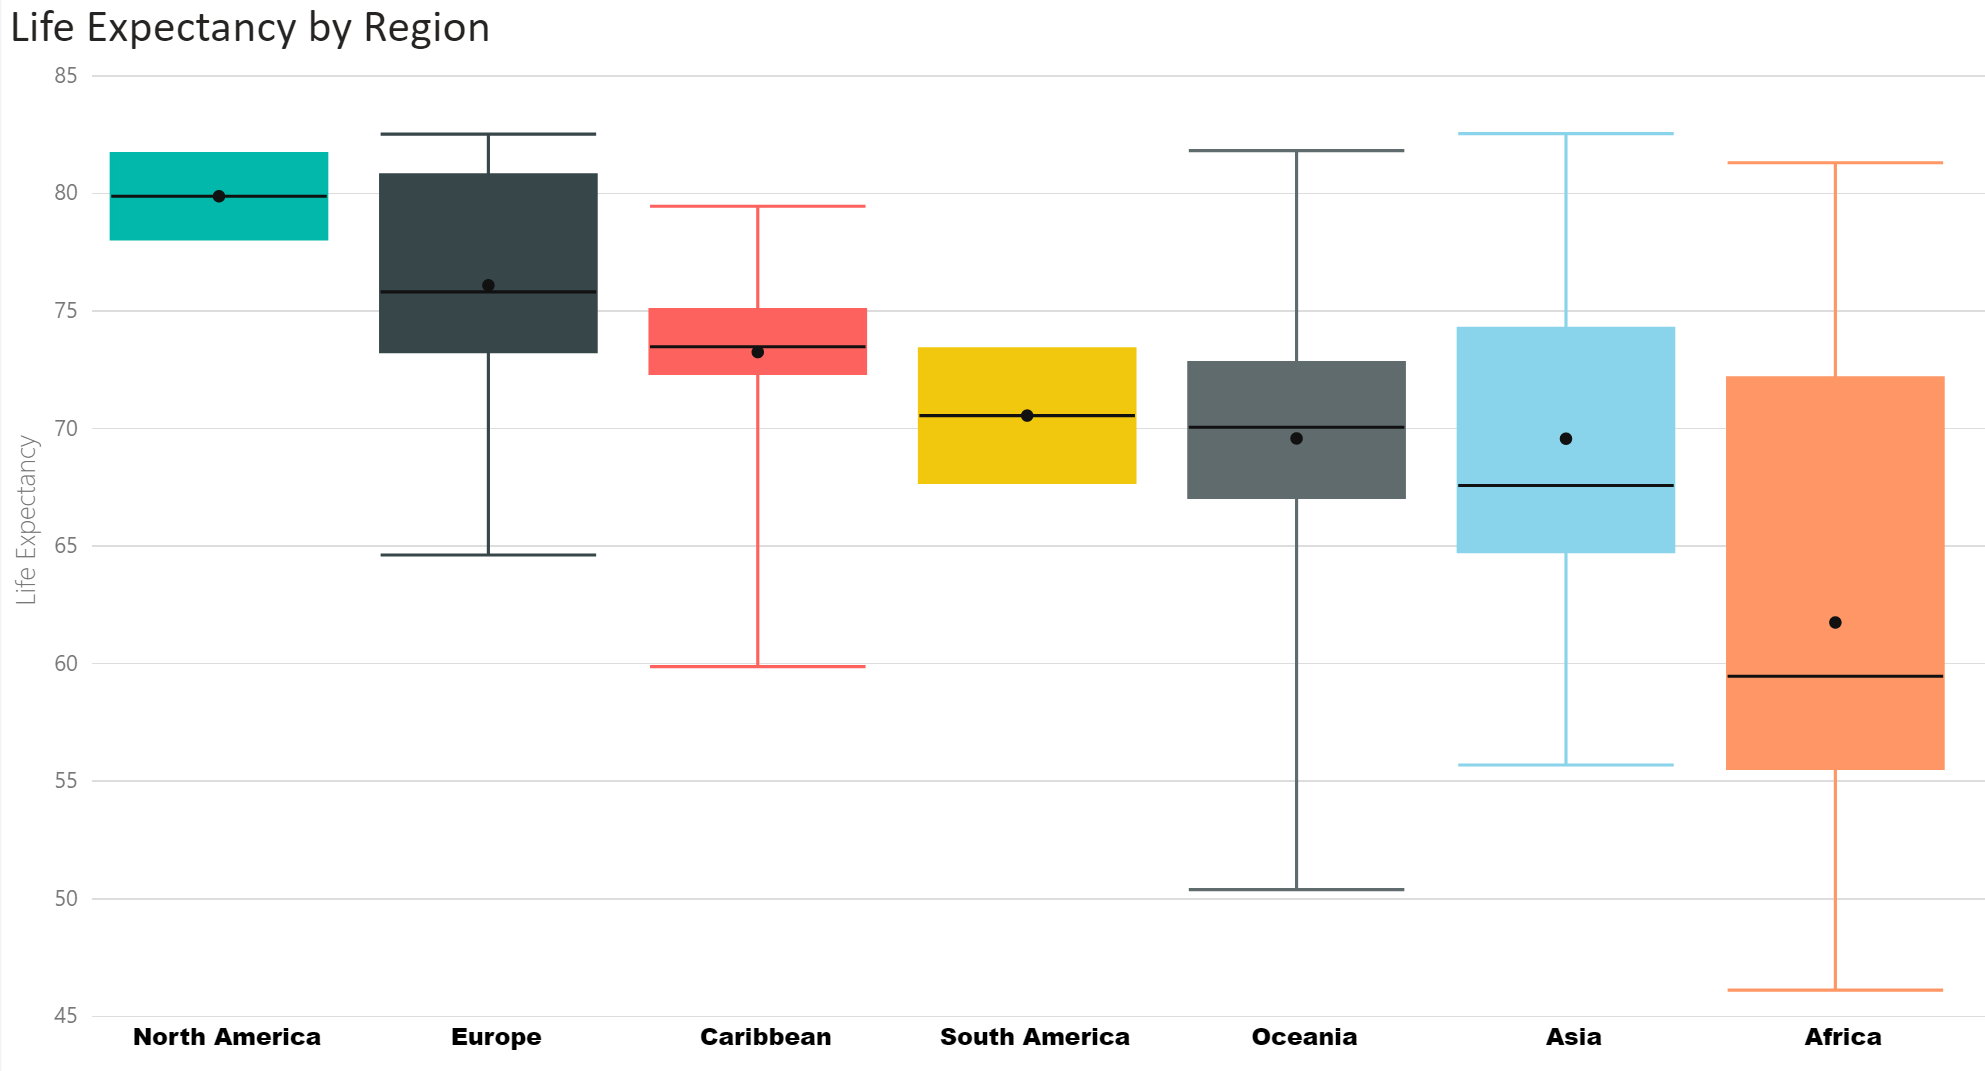 Life Expectancy by Region
85
80
75
70
65
60
55
50
45
Life Expectancy
North America
Europe
Caribbean
South America
Oceania
Asia
Africa